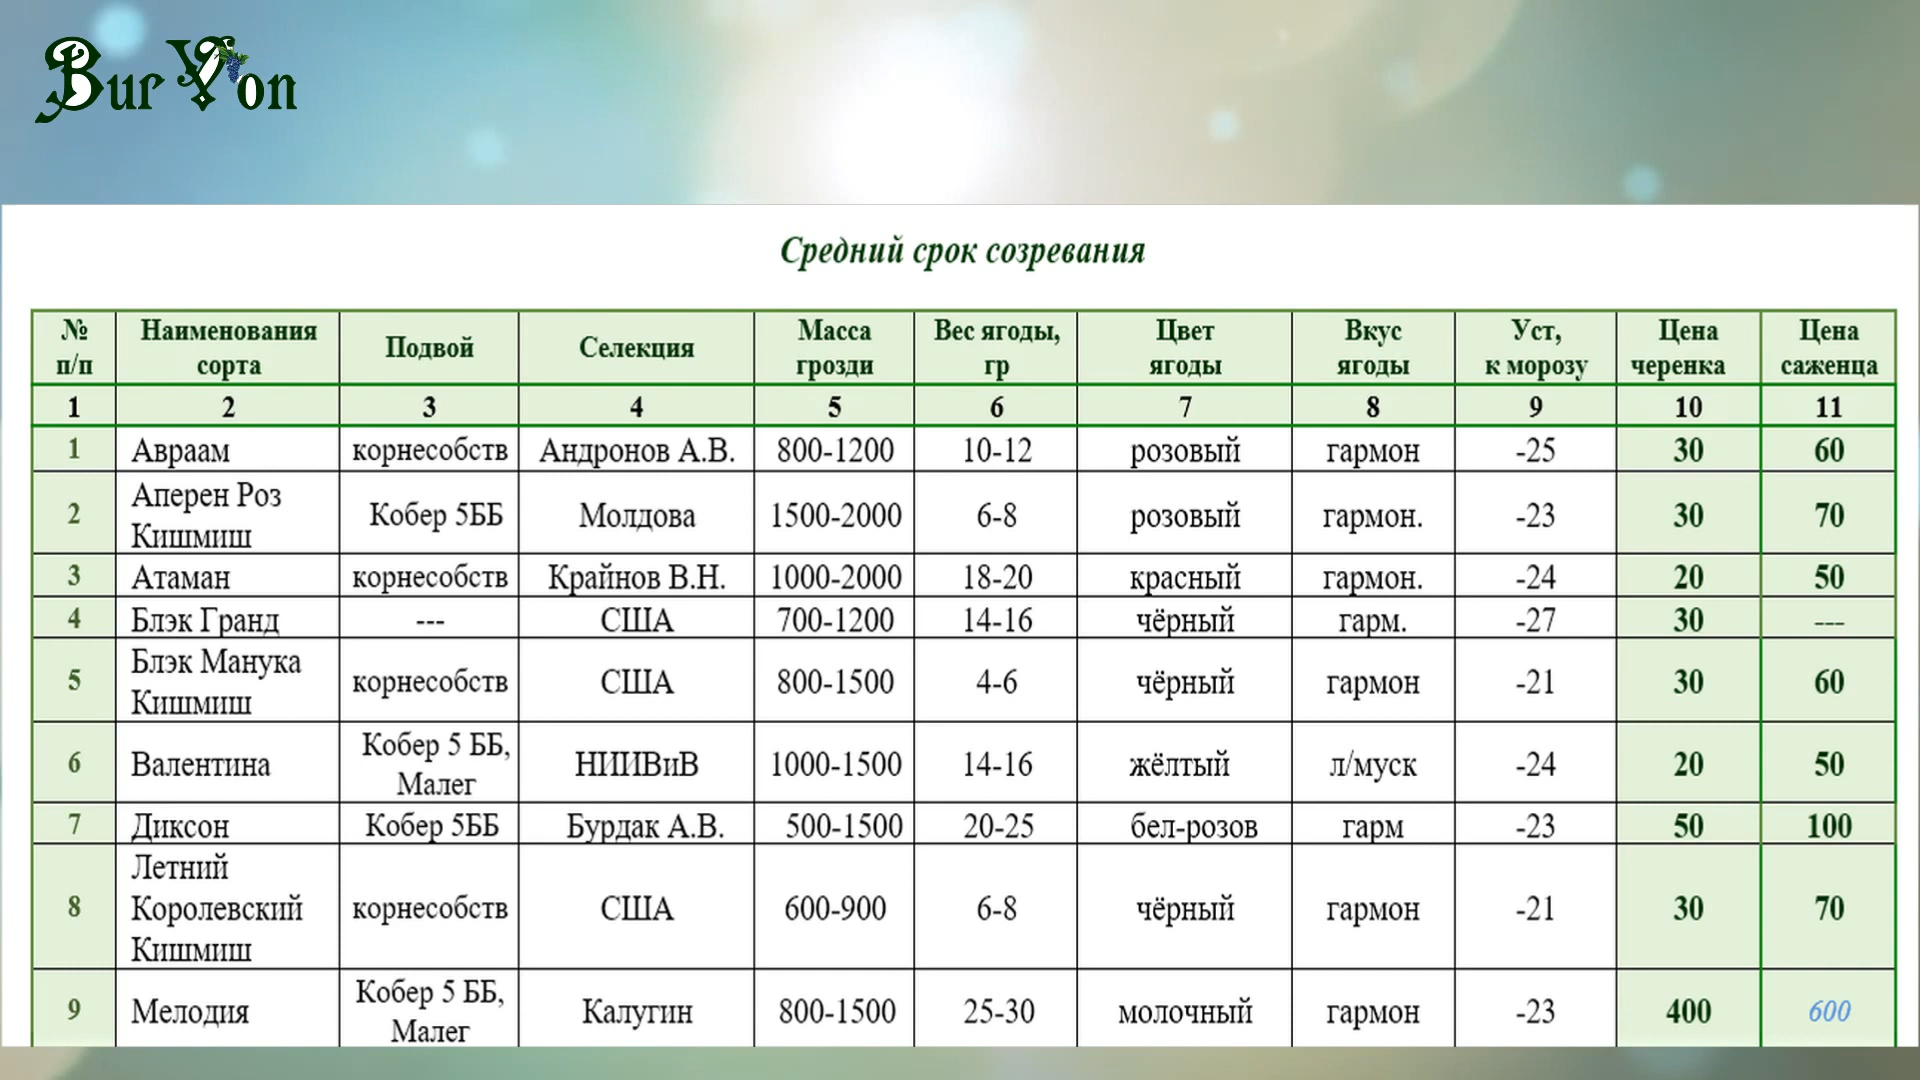 Bur Von
Средний срок созревания
№ п/п Наименования сорта Подвой Селекция Масса грозди Вес ягоды, гр Цвет ягоды Вкус ягоды Уст, к морозу Цена черенка Цена саженца
1 2 3 4 5 6 7 8 9 10 11
1 Авраам корнесобств Андронов А.В. 800-1200 10-12 розовый гармон -25 30 60
2 Аперен Роз Кишмиш Кобер 5ББ Молдова 1500-2000 6-8 розовый гармон. -23 30 70
3 Атаман корнесобств Крайнов В.Н. 1000-2000 18-20 красный гармон. -24 20 50
4 Блэк Гранд --- США 700-1200 14-16 чёрный гарм. -27 30 ---
5 Блэк Манука Кишмиш корнесобств США 800-1500 4-6 чёрный гармон -21 30 60
6 Валентина Кобер 5 ББ, Малег НИИВиВ 1000-1500 14-16 жёлтый л/муск -24 20 50
7 Диксон Кобер 5ББ Бурдак А.В. 500-1500 20-25 бел-розов гарм -23 50 100
8 Летний Королевский Кишмиш корнесобств США 600-900 6-8 чёрный гармон -21 30 70
9 Мелодия Кобер 5 ББ, Малег Калугин 800-1500 25-30 молочный гармон -23 400 600